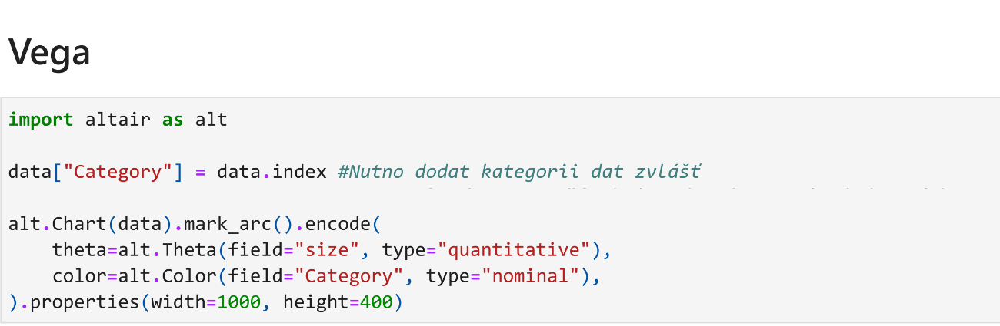 Vega
import altair as alt
data["Category"] = data.index #Nutno dodat kategorii dat zvlášť
alt.Chart(data).mark_arc().encode(
    theta=alt.Theta(field="size", type="quantitative"),
    color=alt.Color(field="Category", type="nominal"),
).properties(width=1000, height=400)